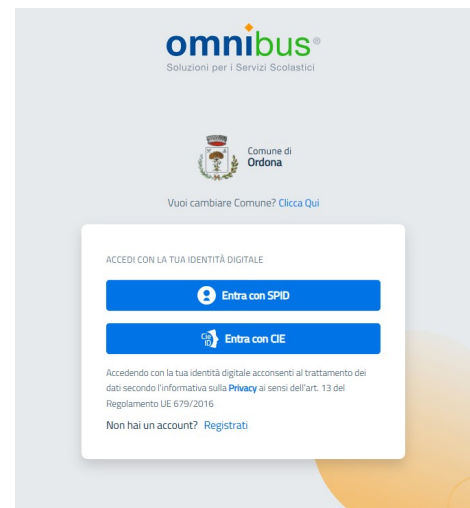 omnibus®
Soluzioni per i Servizi Scolastici
Comune di
Ordona
Vuoi cambiare Comune? Clicca Qui
ACCEDI CON LA TUA IDENTITÀ DIGITALE
Entra con SPID
Cie
ID
Entra con CIE
Accedendo con la tua identità digitale acconsenti al trattamento dei
dati secondo l'informativa sulla Privacy ai sensi dell'art. 13 del
Regolamento UE 679/2016
Non hai un account? Registrati